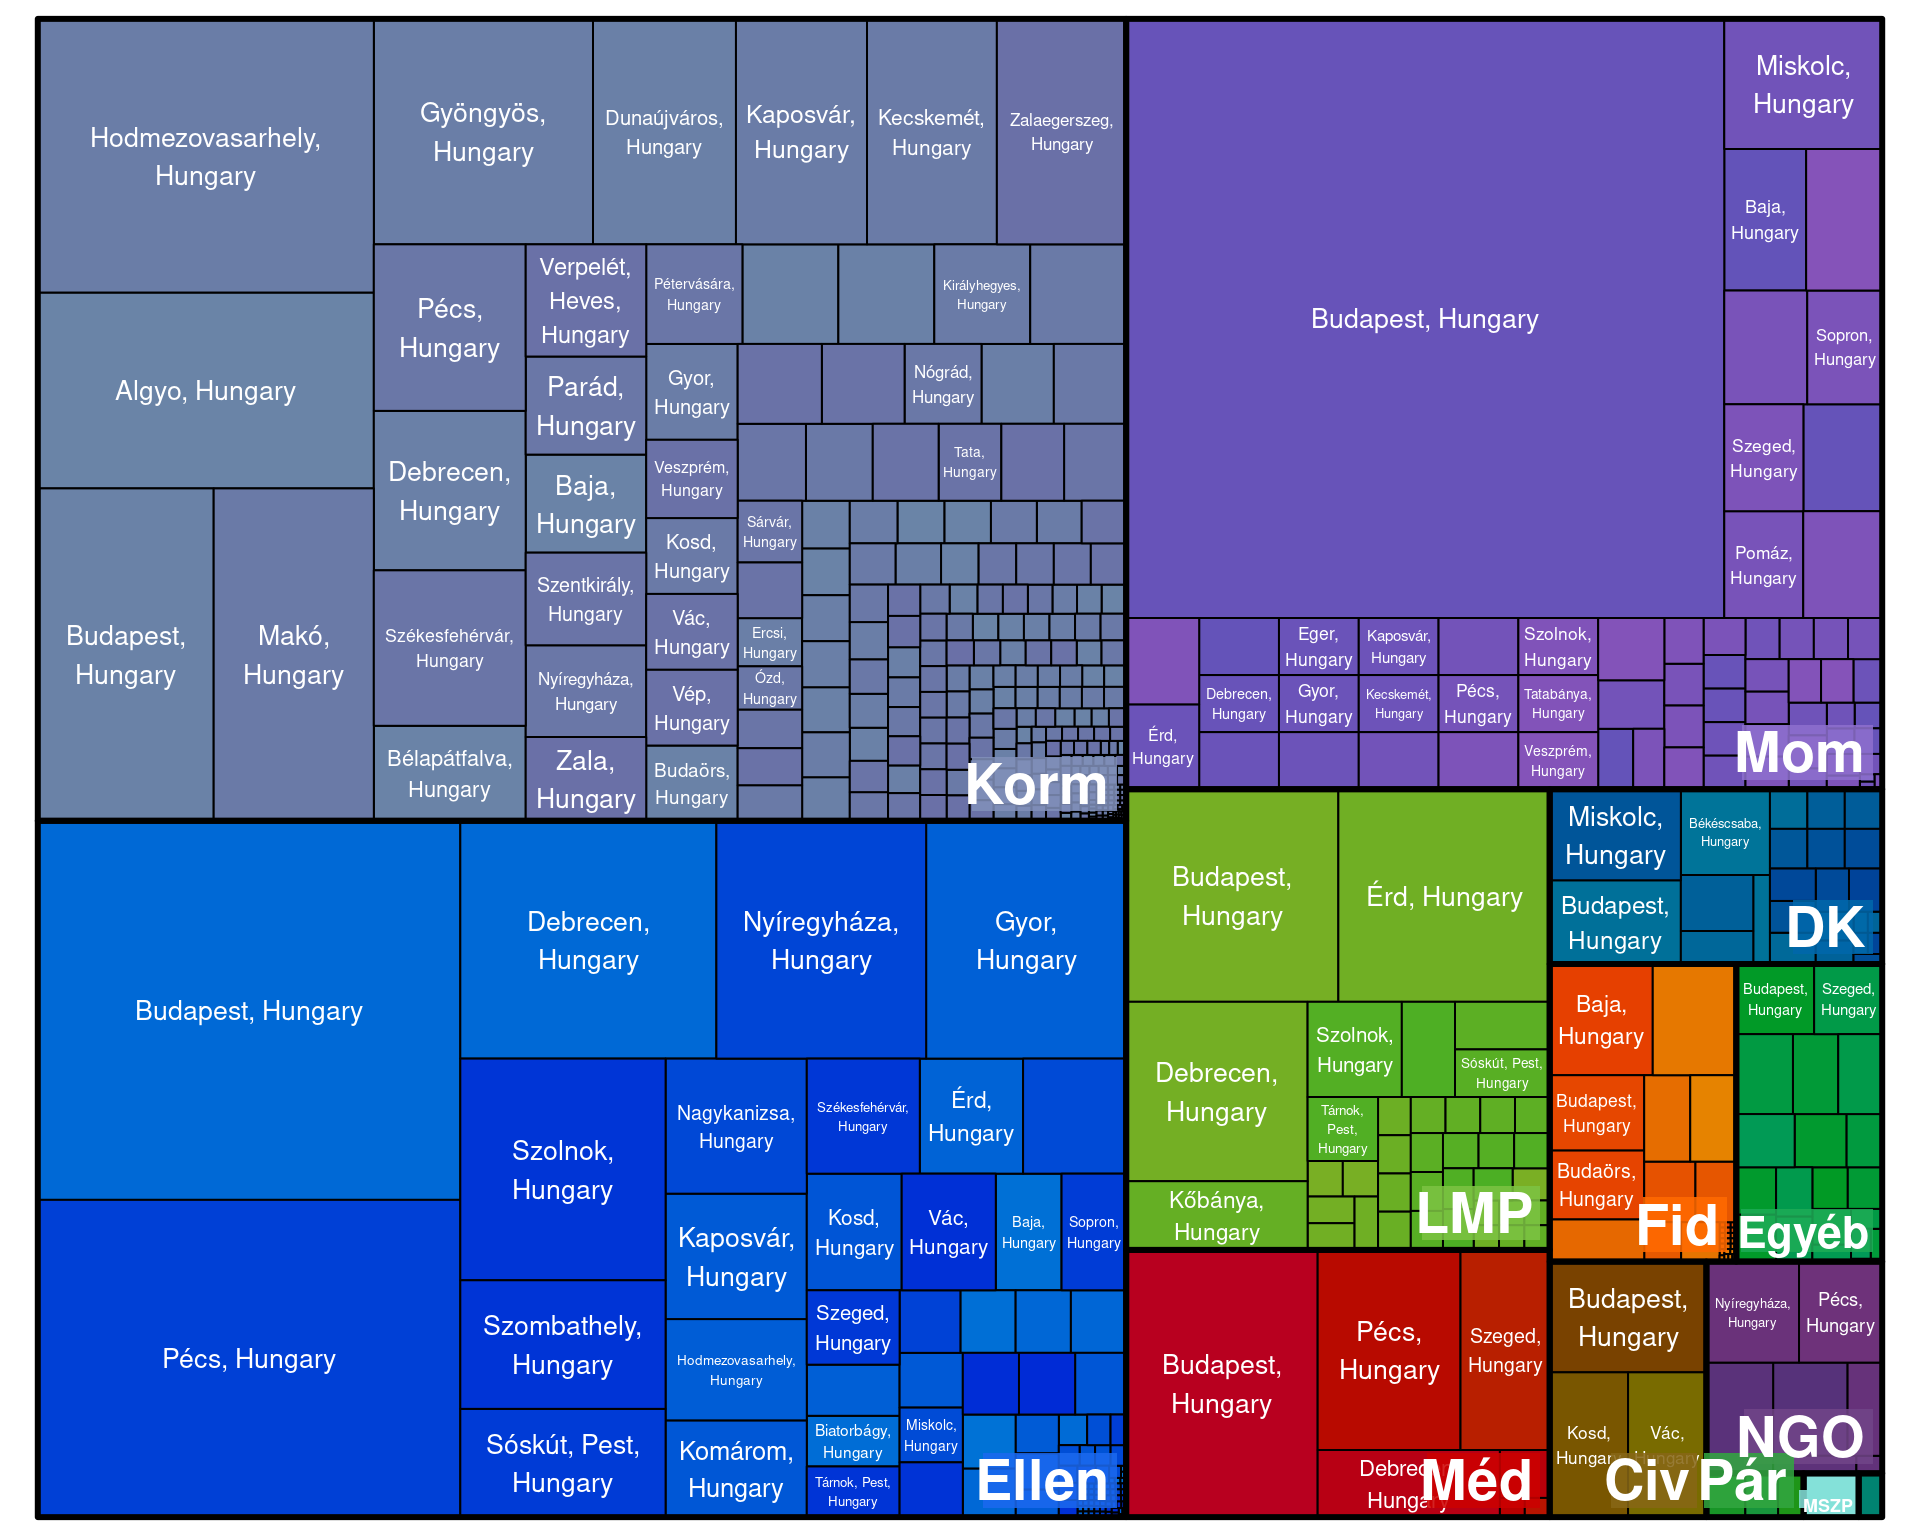 Hodmezovasarhely,
Hungary
Algyo, Hungary
Budapest,
Hungary
Makó,
Hungary
Gyöngyös,
Hungary
Dunaújváros,
Hungary
Kaposvár,
Hungary
Kecskemét,
Hungary
Zalaegerszeg,
Hungary
Pécs,
Hungary
Debrecen,
Hungary
Székesfehérvár,
Hungary
Bélapátfalva,
Hungary
Verpelét,
Heves,
Hungary
Parád,
Hungary
Baja,
Hungary
Szentkirály,
Hungary
Nyíregyháza,
Hungary
Zala,
Hungary
Pétervására,
Hungary
Királyhegyes,
Hungary
Gyor,
Hungary
Nógrád,
Hungary
Veszprém,
Hungary
Tata,
Hungary
Kosd,
Hungary
Sárvár,
Hungary
Vác,
Hungary
Ercsi,
Hungary
Vép,
Hungary
Ózd,
Hungary
Budaörs,
Hungary
Korm
Budapest, Hungary
Miskolc,
Hungary
Baja,
Hungary
Sopron,
Hungary
Szeged,
Hungary
Pomáz,
Hungary
Érd,
Hungary
Debrecen,
Hungary
Eger,
Hungary
Gyor,
Hungary
Kaposvár,
Hungary
Kecskemét,
Hungary
Pécs,
Hungary
Szolnok,
Hungary
Tatabánya,
Hungary
Veszprém,
Hungary
Mom
Budapest, Hungary
Pécs, Hungary
Debrecen,
Hungary
Nyíregyháza,
Hungary
Gyor,
Hungary
Szolnok,
Hungary
Szombathely,
Hungary
Sóskút, Pest,
Hungary
Nagykanizsa,
Hungary
Kaposvár,
Hungary
Hodmezovasarhely,
Hungary
Komárom,
Hungary
Székesfehérvár,
Hungary
Érd,
Hungary
Kosd,
Hungary
Vác,
Hungary
Baja,
Hungary
Sopron,
Hungary
Szeged,
Hungary
Biatorbágy,
Hungary
Miskolc,
Hungary
Tárnok, Pest,
Hungary
Ellen
Budapest,
Hungary
Érd, Hungary
Debrecen,
Hungary
Kőbánya,
Hungary
Szolnok,
Hungary
Sóskút, Pest,
Hungary
Tárnok,
Pest,
Hungary
LMP
Miskolc,
Hungary
Budapest,
Hungary
Békéscsaba,
Hungary
DK
Baja,
Hungary
Budapest,
Hungary
Budaörs,
Hungary
Fid
Budapest,
Hungary
Szeged,
Hungary
Egyéb
Budapest,
Hungary
Pécs,
Hungary
Szeged,
Hungary
Debrecen,
Hungary
Méd
Budapest,
Hungary
Kosd,
Hungary
Vác,
Hungary
Civ
Nyíregyháza,
Hungary
Pécs,
Hungary
NGO
Pár
MSZP